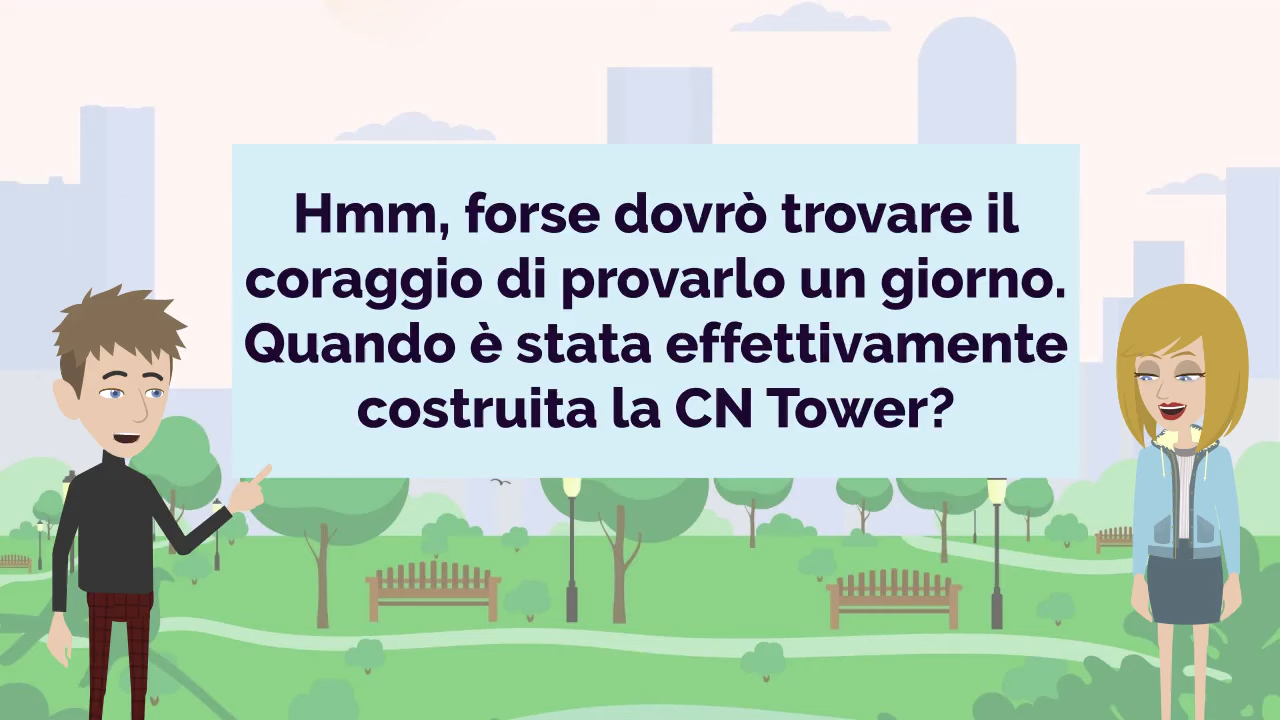 Hmm, forse dovrò trovare il
coraggio di provarlo un giorno.
Quando è stata effettivamente
costruita la CN Tower?